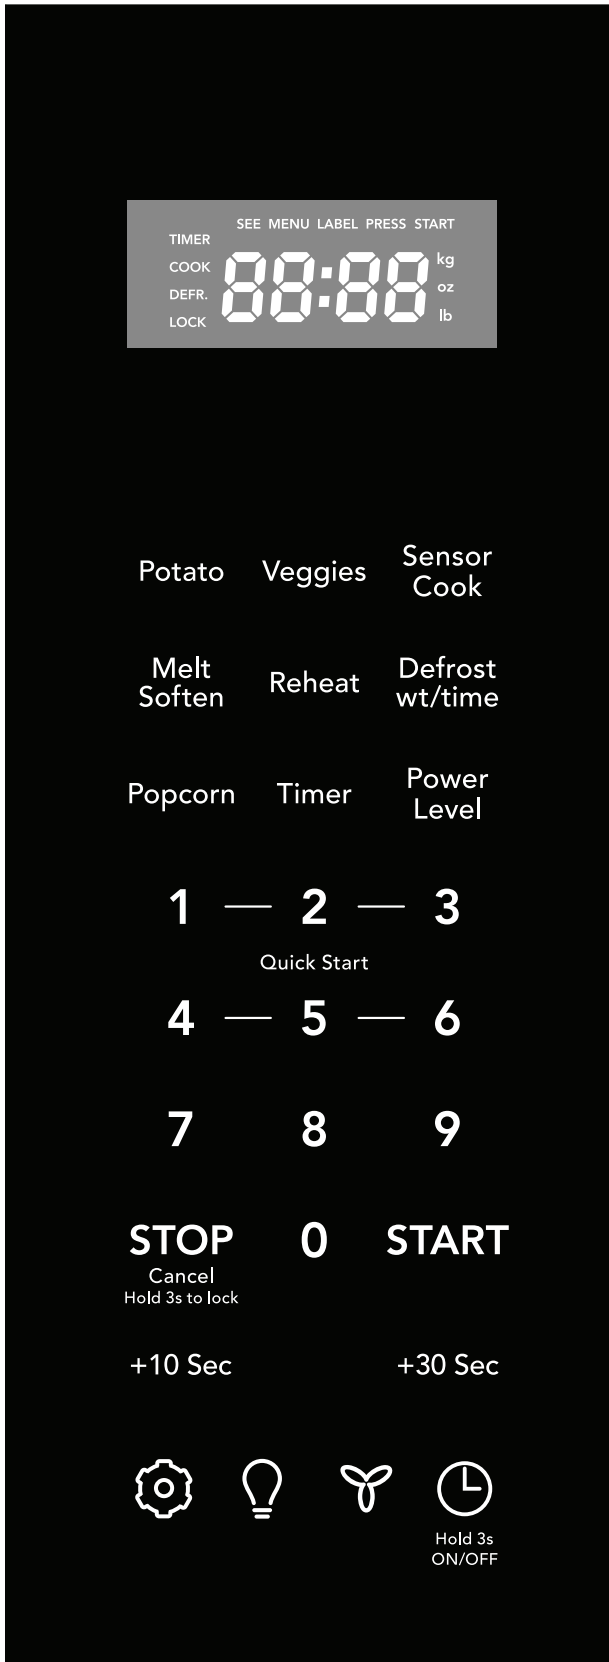 SEE MENU LABEL PRESS START
TIMER
COOK
DEFR.
LOCK
88:88
kg
oz
lb
Potato
Veggies
Sensor
Cook
Melt
Soften
Reheat
Defrost
wt/time
Popcorn
Timer
Power
Level
1 — 2 — 3
Quick Start
4 — 5 — 6
7 8 9
STOP 0 START
Cancel
Hold 3s to lock
+10 Sec +30 Sec
Hold 3s
ON/OFF